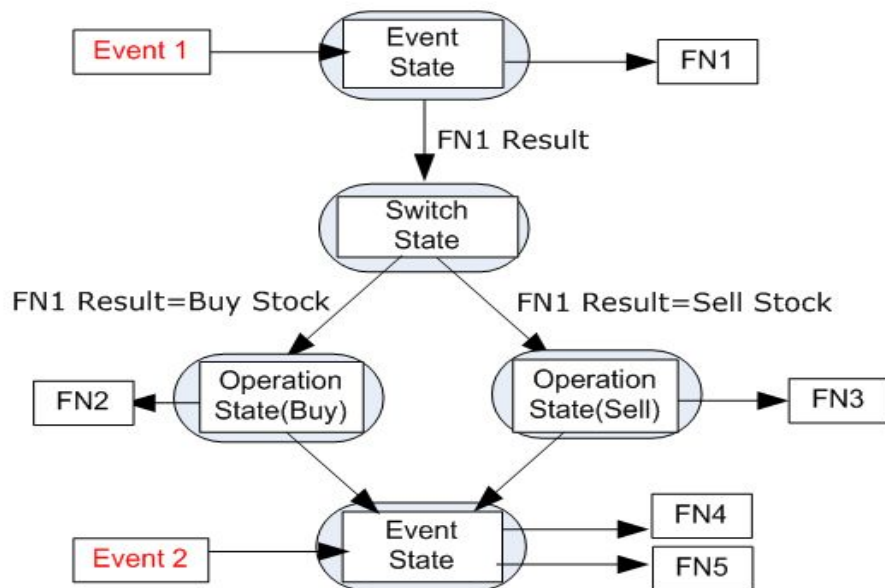 Event 1
Event
State
FN1
FN1 Result
Switch
State
FN1 Result=Buy Stock
FN1 Result=Sell Stock
FN2
Operation
State(Buy)
Operation
State(Sell)
FN3
Event 2
Event
State
FN4
FN5